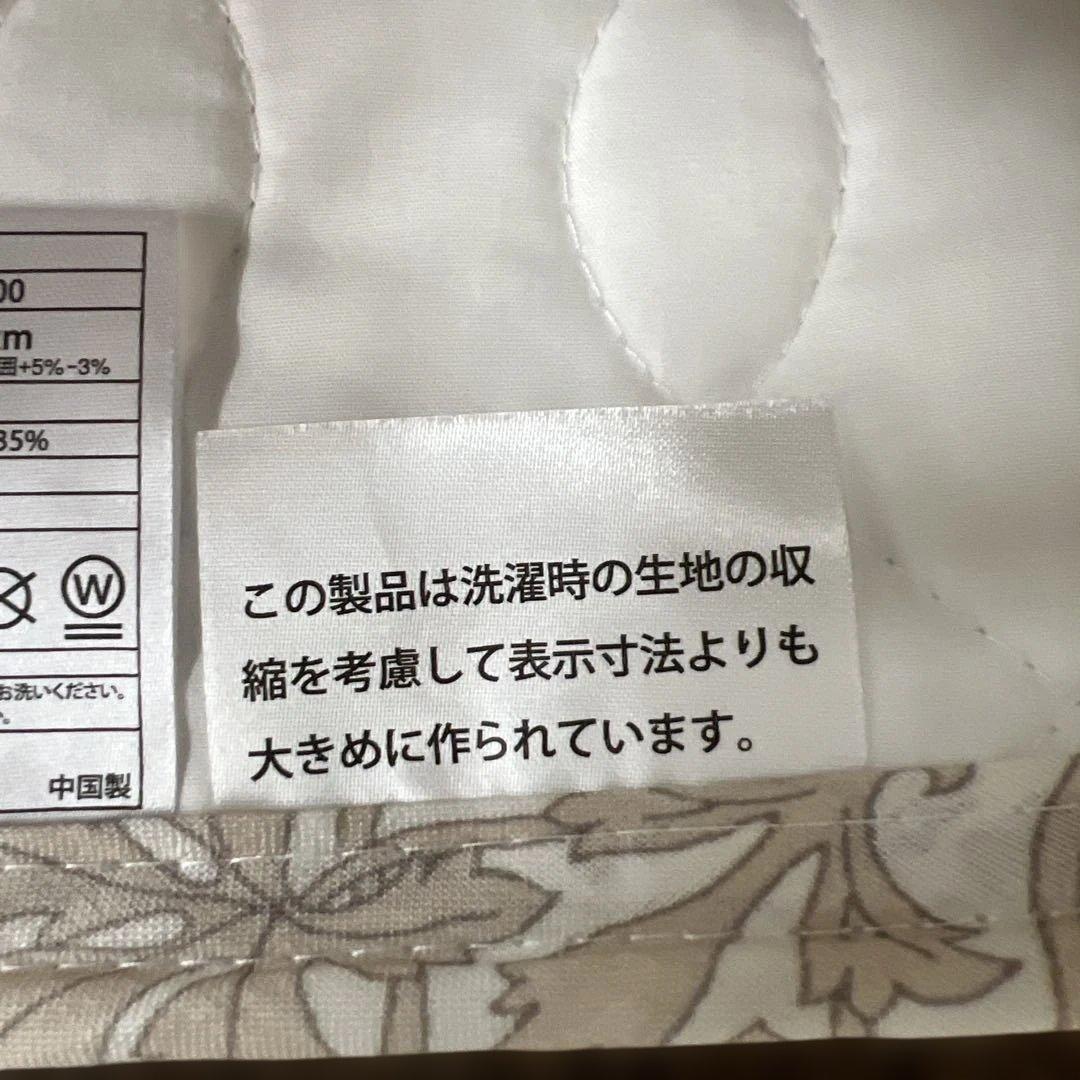 00
cm
囲+5%-3%
35%
W
お洗いください。
中国製
この製品は洗濯時の生地の収
縮を考慮して表示寸法よりも
大きめに作られています。